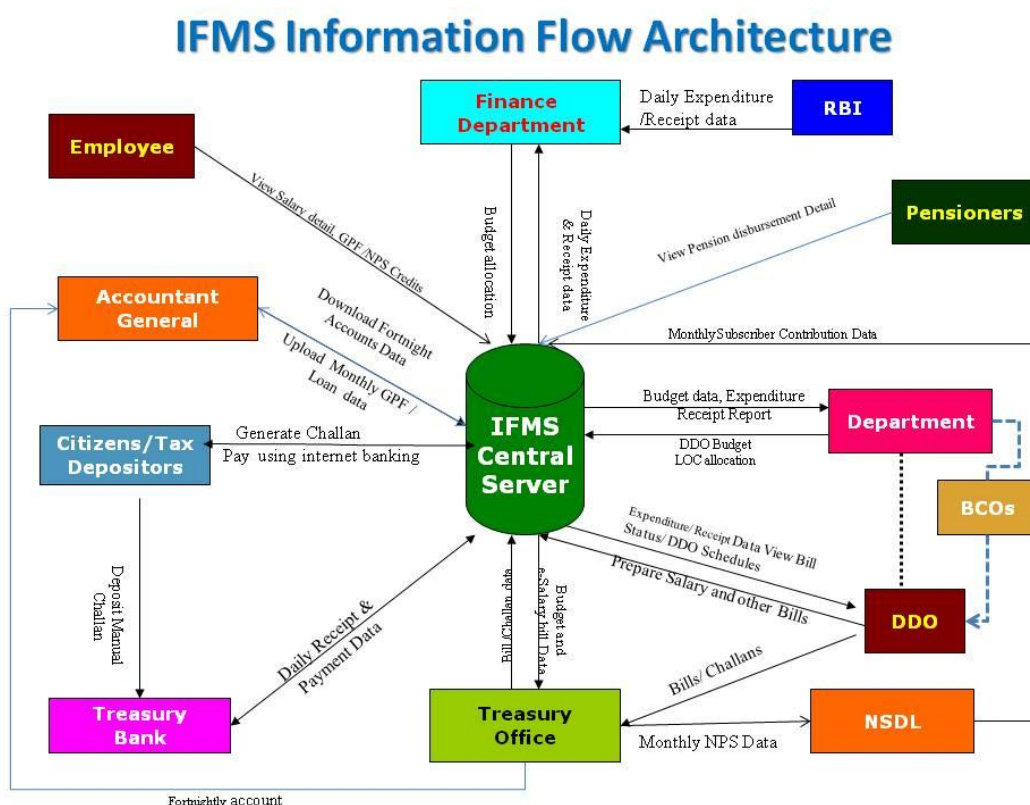 IFMS Information Flow Architecture
Finance
Department
Daily Expenditure
/Receipt data
RBI
Employee
View Salary detail, GPF /NPS Credits
Budget allocation
Daily Expenditure
& Receipt data
View Pension disbursement Detail
Pensioners
Accountant
General
Download Fortnight
Accounts Data
Upload Monthly GPF /
Loan data
MonthlySubscriber Contribution Data
IFMS
Central
Server
Budget data, Expenditure
Receipt Report
DDO Budget
LOC allocation
Department
BCOs
Citizens/Tax
Depositors
Generate Challan
Pay using internet banking
Expenditure/ Receipt Data View Bill
Status/ DDO Schedules
Prepare Salary and other Bills
DDO
Deposit Manual
Challan
Daily Receipt &
Payment Data
Bill /Challan data
Budget and
e-Salary bill Data
Bills/ Challans
Treasury
Bank
Treasury
Office
Monthly NPS Data
NSDL
Fortnightly account